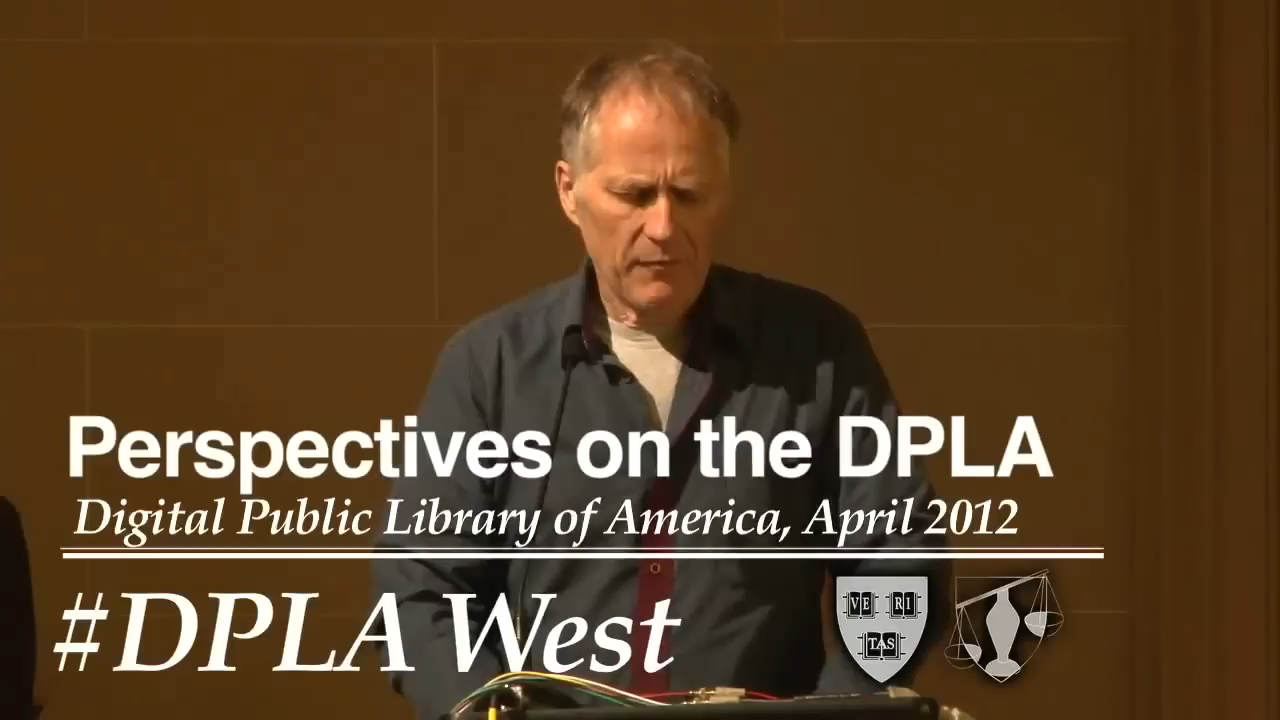 Perspectives on the DPLA
Digital Public Library of America, April 2012
#DPLA West
VE RI
TAS